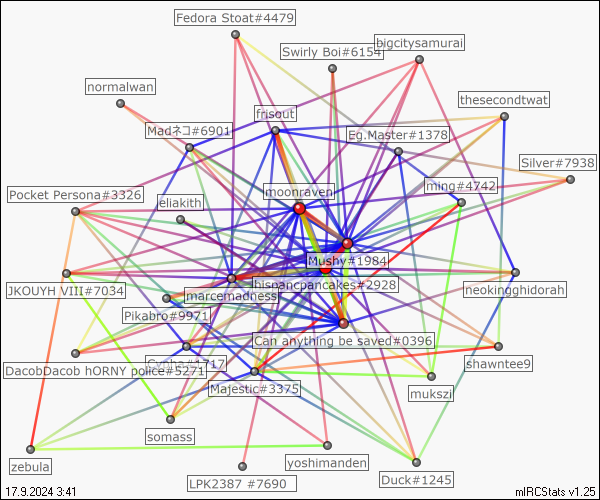 Fedora Stoat#4479
bigcitysamurai
Swirly Boi#6154
normalwan
thesecondtwat
frisout
Madネコ#6901
Eg.Master#1378
Silver#7938
ming#4742
moonraven
Pocket Persona#3326
eliakith
Mushy#1984
hispancpancakes#2928
JKOUYH VIII#7034
marcemadness
neokingghidorah
Pikabro#9971
Can anything be saved#0396
shawntee9
DacobDacob hORNY police#5271
Majestic#3375
mukszi
somass
zebula
yoshimanden
Duck#1245
LPK2387 #7690
17.9.2024 3:41
mIRCStats v1.25